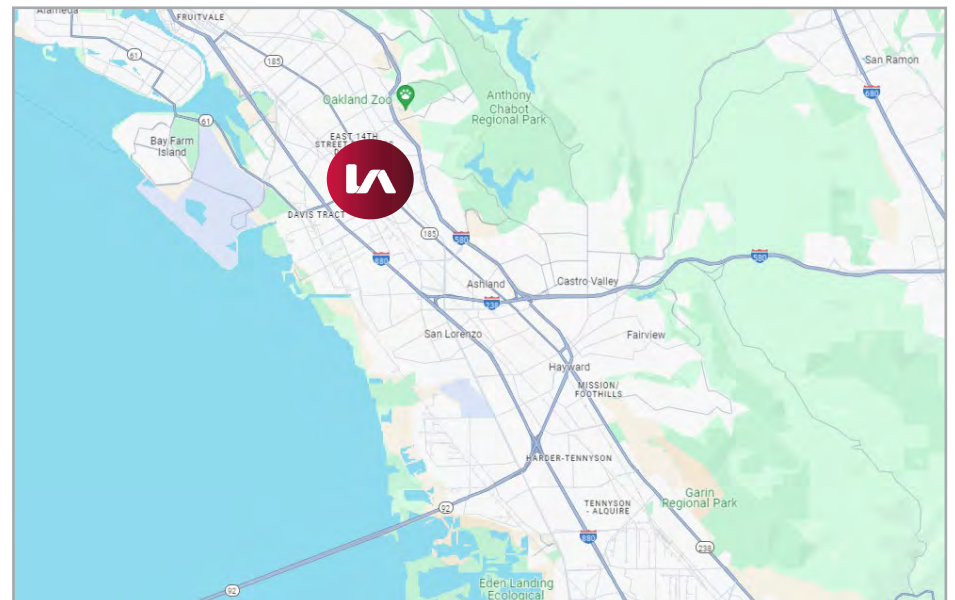 Alameda
FRUITVALE
61
185
Oakland Zoo
San Ramon
680
Anthony
Chabot
Regional Park
61
Bay Farm
Island
EAST 14TH
STREET
LA
DAVIS TRACT
185
580
880
580
Ashland
Castro Valley
238
San Lorenzo
Fairview
Hayward
MISSION/
FOOTHILLS
HARDER-TENNYSON
Garin
Regional Park
92
TENNYSON
- ALQUIRE
880
238
92
Eden Landing
Ecological